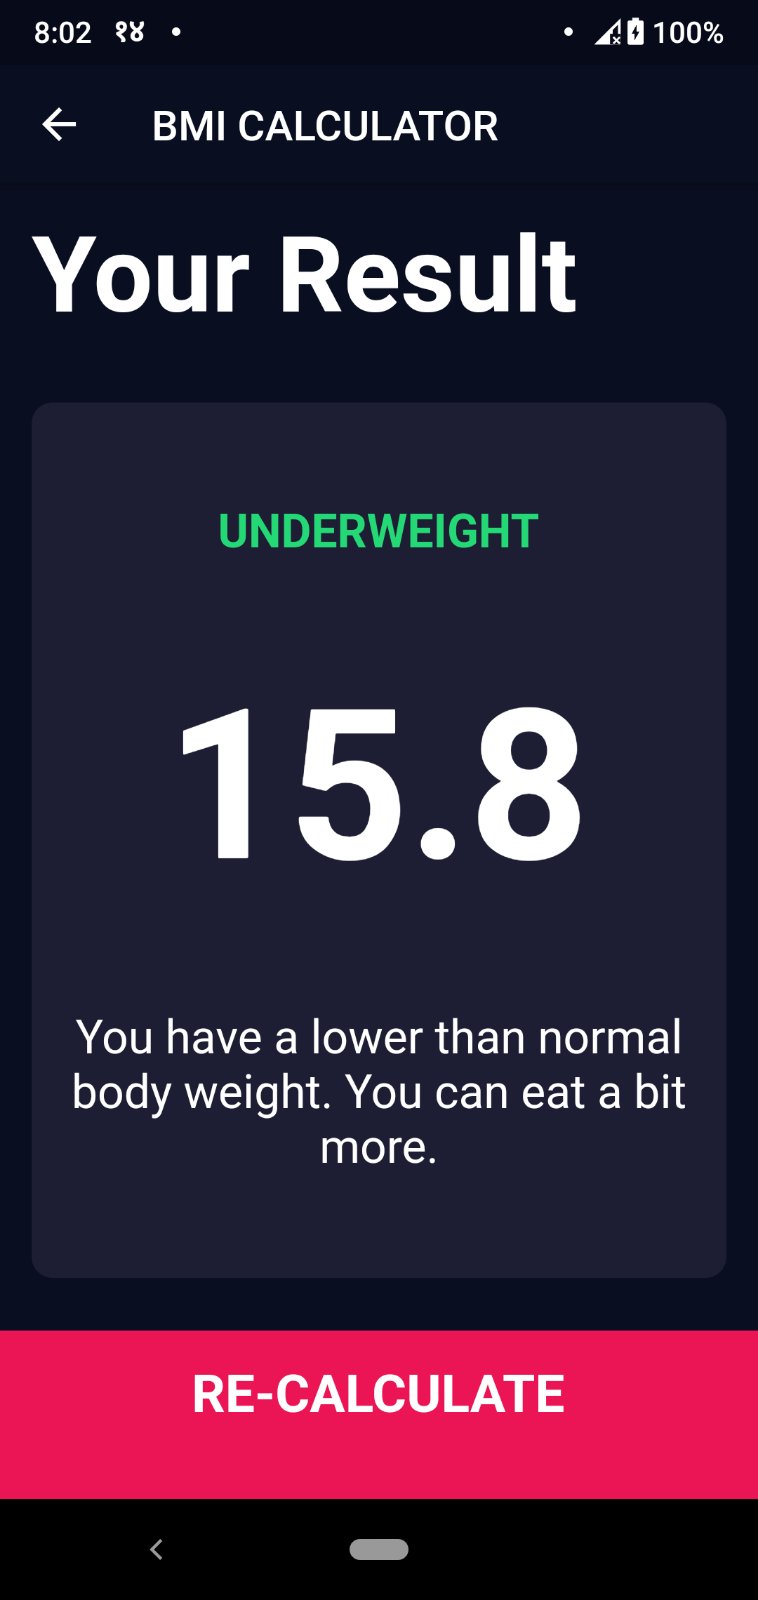 8:02 १४ 100%
BMI CALCULATOR
Your Result
UNDERWEIGHT
15.8
You have a lower than normal
body weight. You can eat a bit
more.
RE-CALCULATE